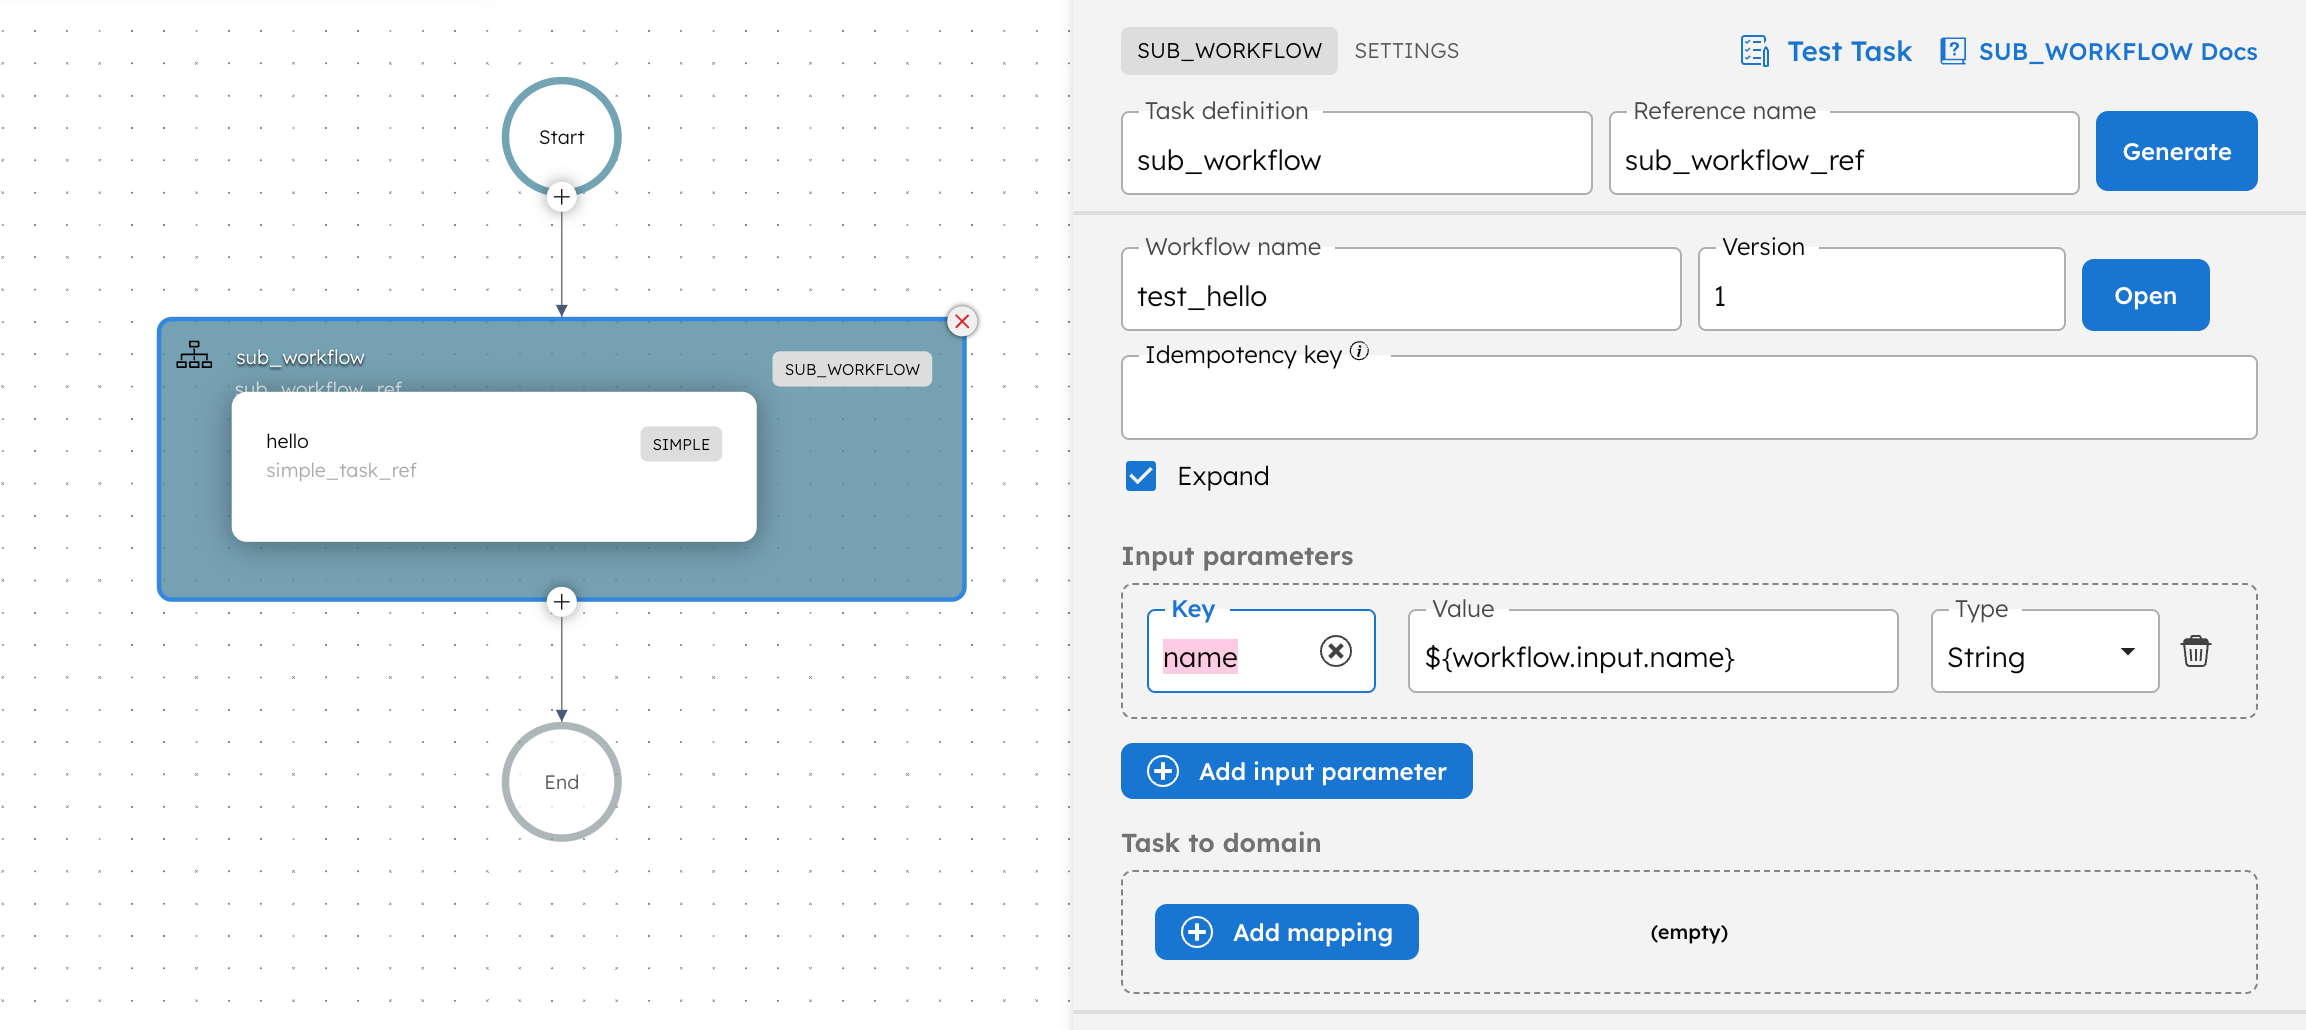 Start
sub_workflow
sub_workflow_ref
SUB_WORKFLOW
hello
simple_task_ref
SIMPLE
End
SUB_WORKFLOW
SETTINGS
Test Task
SUB_WORKFLOW Docs
Task definition
sub_workflow
Reference name
sub_workflow_ref
Generate
Workflow name
test_hello
Version
1
Open
Idempotency key
Expand
Input parameters
Key
name
Value
${workflow.input.name}
Type
String
Add input parameter
Task to domain
Add mapping
(empty)